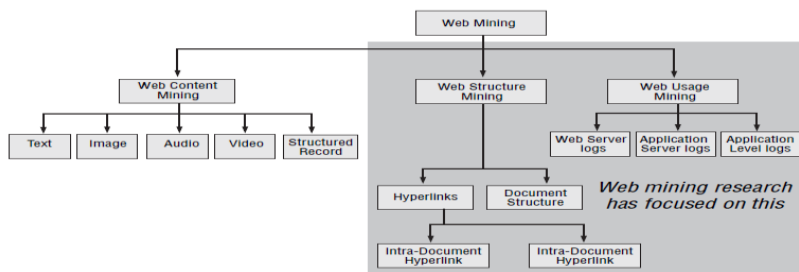 Web Mining
Web Content
Mining
Web Structure
Mining
Web Usage
Mining
Text
Image
Audio
Video
Structured
Record
Web Server
logs
Application
Server logs
Application
Level logs
Hyperlinks
Document
Structure
Web mining research
has focused on this
Intra-Document
Hyperlink
Intra-Document
Hyperlink